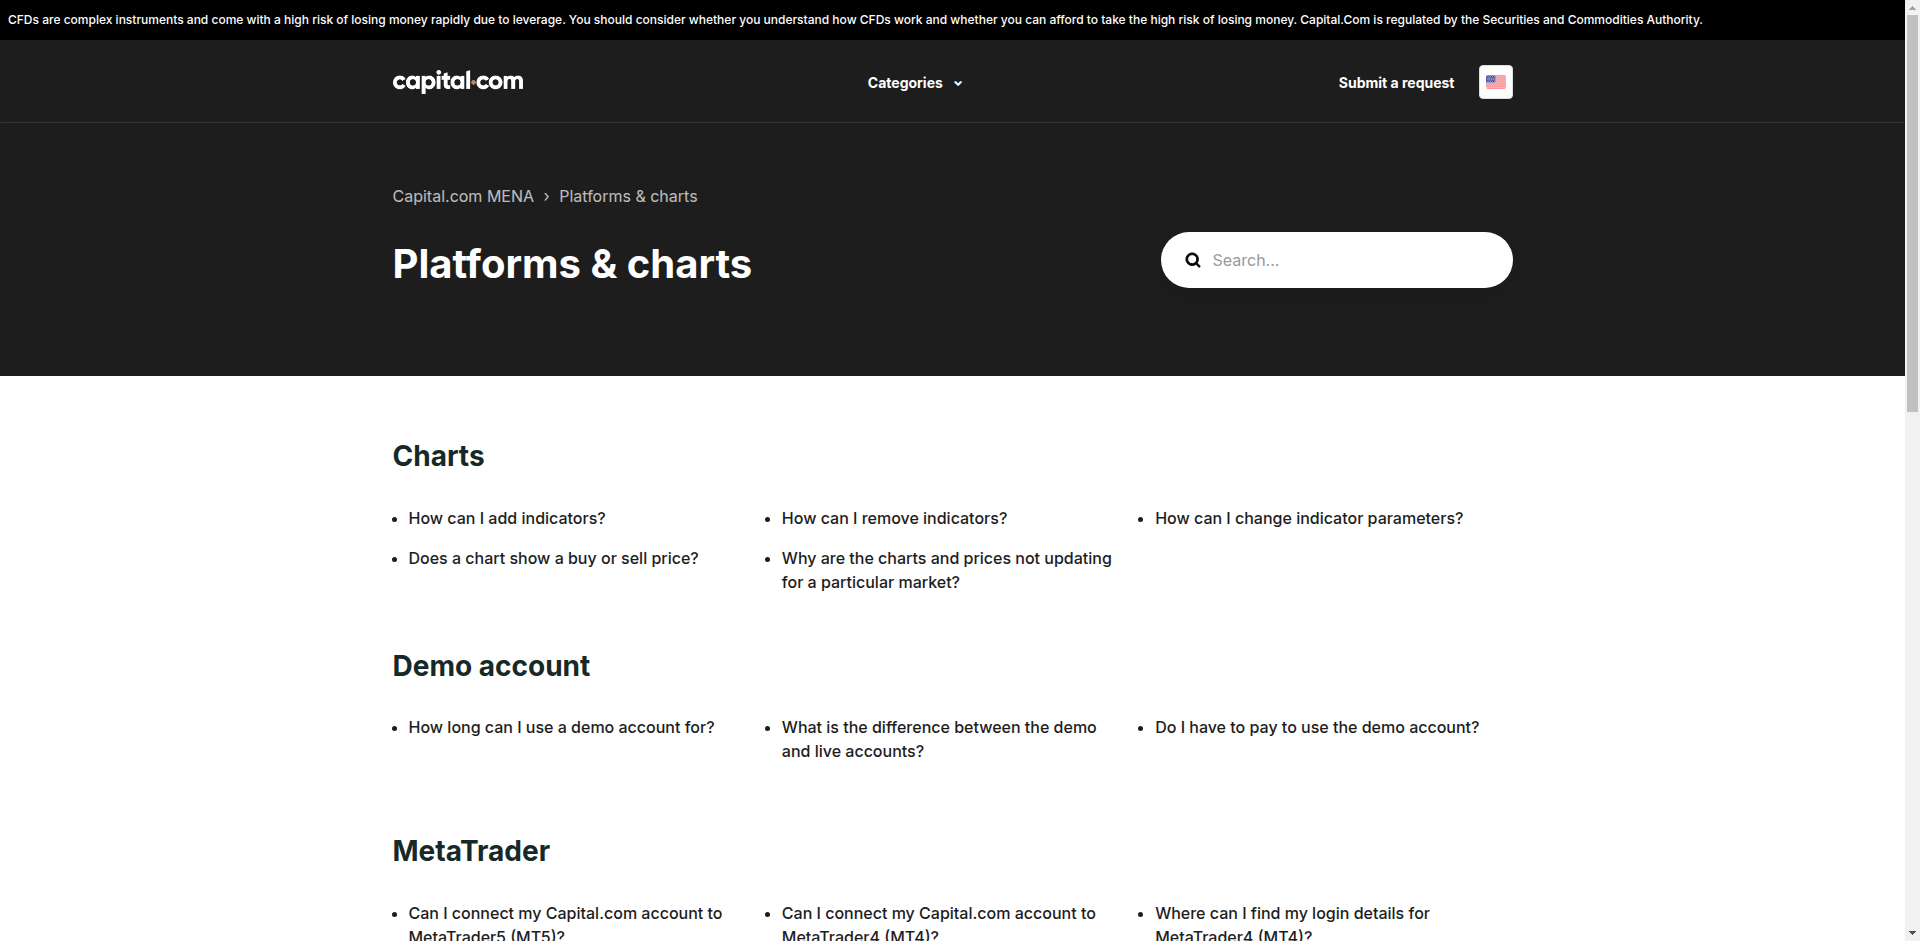 CFDs are complex instruments and come with a high risk of losing money rapidly due to leverage. You should consider whether you understand how CFDs work and whether you can afford to take the high risk of losing money. Capital.Com is regulated by the Securities and Commodities Authority.
capital.com
Categories
Submit a request
Capital.com MENA › Platforms & charts
Platforms & charts
Search...
Charts
• How can I add indicators?
• How can I remove indicators?
• How can I change indicator parameters?
• Does a chart show a buy or sell price?
• Why are the charts and prices not updating
for a particular market?
Demo account
• How long can I use a demo account for?
• What is the difference between the demo
and live accounts?
• Do I have to pay to use the demo account?
MetaTrader
• Can I connect my Capital.com account to
MetaTrader5 (MT5)?
• Can I connect my Capital.com account to
MetaTrader4 (MT4)?
• Where can I find my login details for
MetaTrader4 (MT4)?